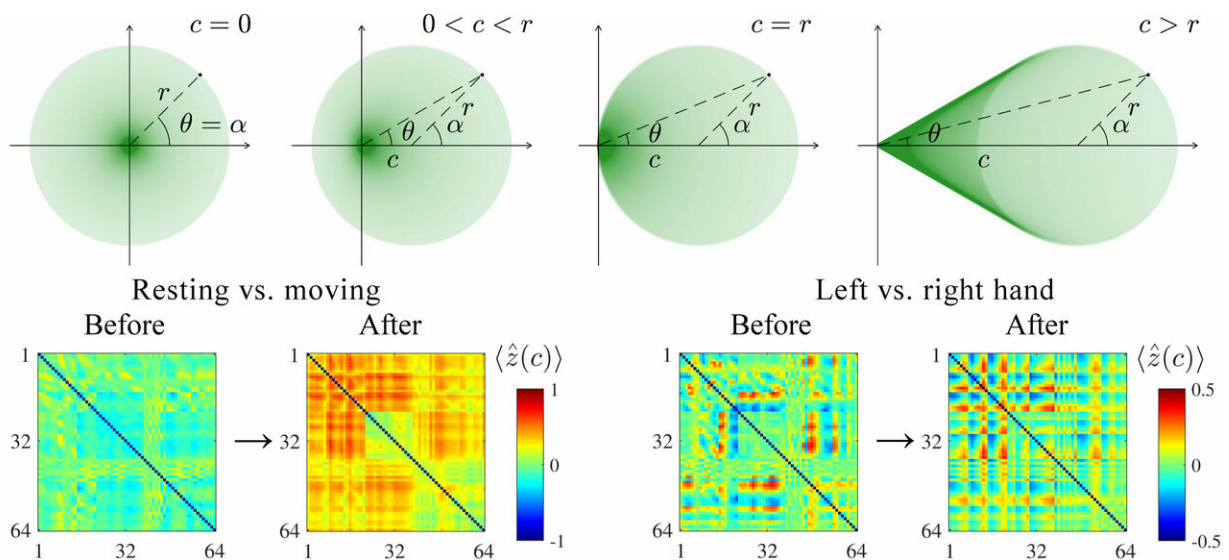 c = 0
0 < c < r
c = r
c > r
r
θ = α
r
θ
α
c
r
θ
α
c
r
θ
α
c
Resting vs. moving
Left vs. right hand
Before
After
Before
After
1
32
64
1
32
64
→
1
32
64
1
32
64
⟨ẑ(c)⟩
1
0
-1
1
32
64
1
32
64
→
1
32
64
1
32
64
⟨ẑ(c)⟩
0.5
0
-0.5